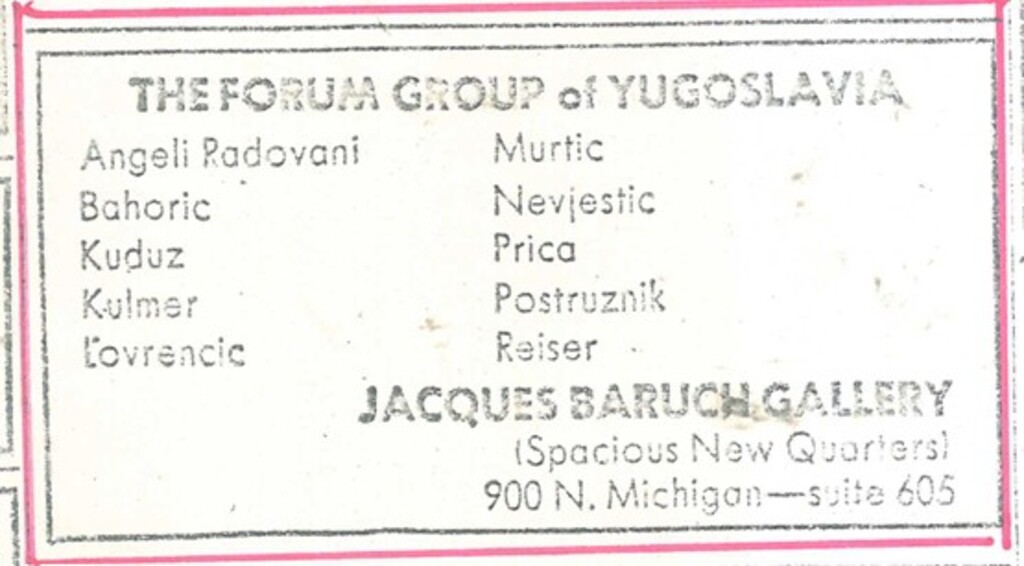 THE FORUM GROUP of YUGOSLAVIA
Angeli Radovani
Bahoric
Kuduz
Kulmer
Lovrencic
Murtic
Nevjestic
Prica
Postruznik
Reiser
JACQUES BARUCH GALLERY
(Spacious New Quarters)
900 N. Michigan—suite 605